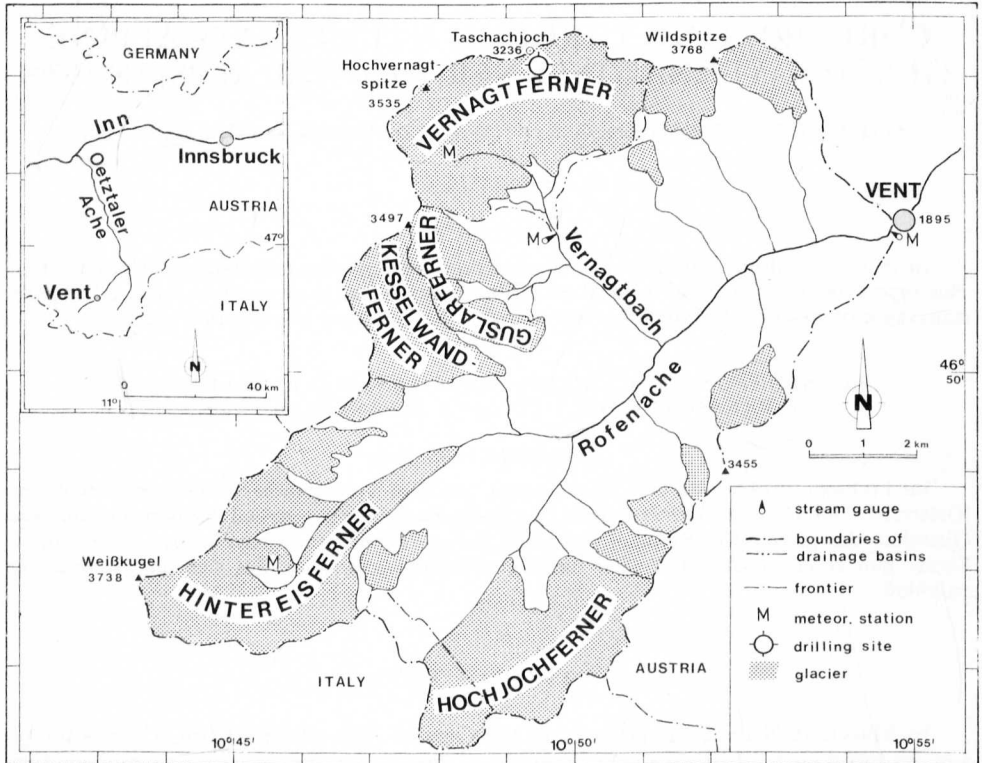 GERMANY
Inn
Innsbruck
Oetztaler
Ache
AUSTRIA
47°
Vent
ITALY
N
0 40 km
11°
Taschachjoch
3236
Wildspitze
3768
Hochvernagt-
spitze
3535
VERNAGTFERNER
M
VENT
1895
M
3497
GUSLARFERNER
KESSELWAND
FERNER
M
Vernagtbach
46°
50'
Rofenache
N
0 1 2 km
3455
Weißkugel
3738
M
HINTEREISFERNER
HOCHJOCHFERNER
ITALY
AUSTRIA
stream gauge
boundaries of
drainage basins
frontier
M meteor. station
drilling site
glacier
10°45'
10°50'
10°55'